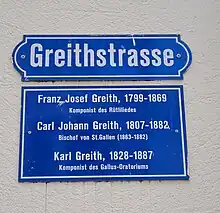 Greithstrasse
Franz Josef Greith, 1799-1869
Komponist des Rütliliedes
Carl Johann Greith, 1807-1882
Bischof von St.Gallen (1863-1882)
Karl Greith, 1828-1887
Komponist des Gallus-Oratoriums